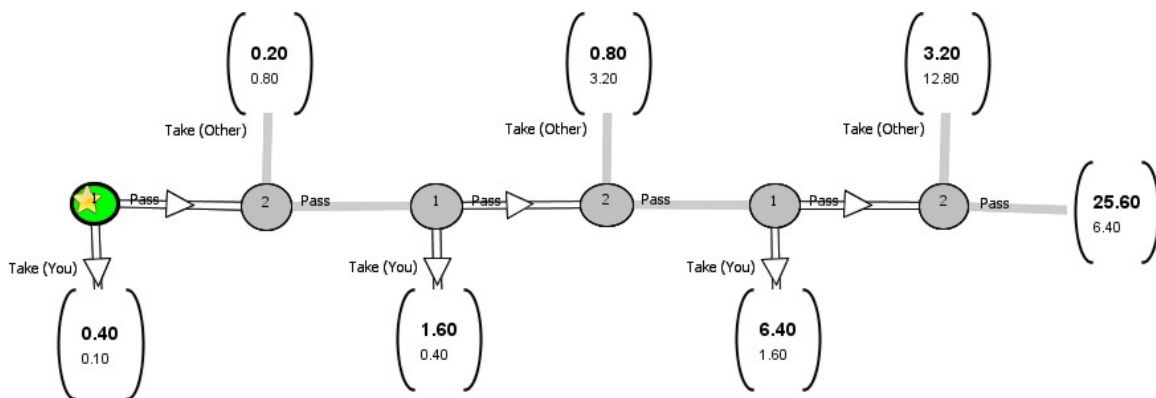 0.20
0.80
0.80
3.20
3.20
12.80
Take (Other)
Take (Other)
Take (Other)
1 Pass 2 Pass 1 Pass 2 Pass 1 Pass 2 Pass
25.60
6.40
Take (You)
Take (You)
Take (You)
0.40
0.10
1.60
0.40
6.40
1.60